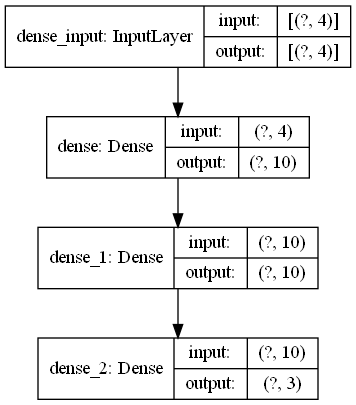 dense_input: InputLayer
input: [(?, 4)]
output: [(?, 4)]
dense: Dense
input: (?, 4)
output: (?, 10)
dense_1: Dense
input: (?, 10)
output: (?, 10)
dense_2: Dense
input: (?, 10)
output: (?, 3)